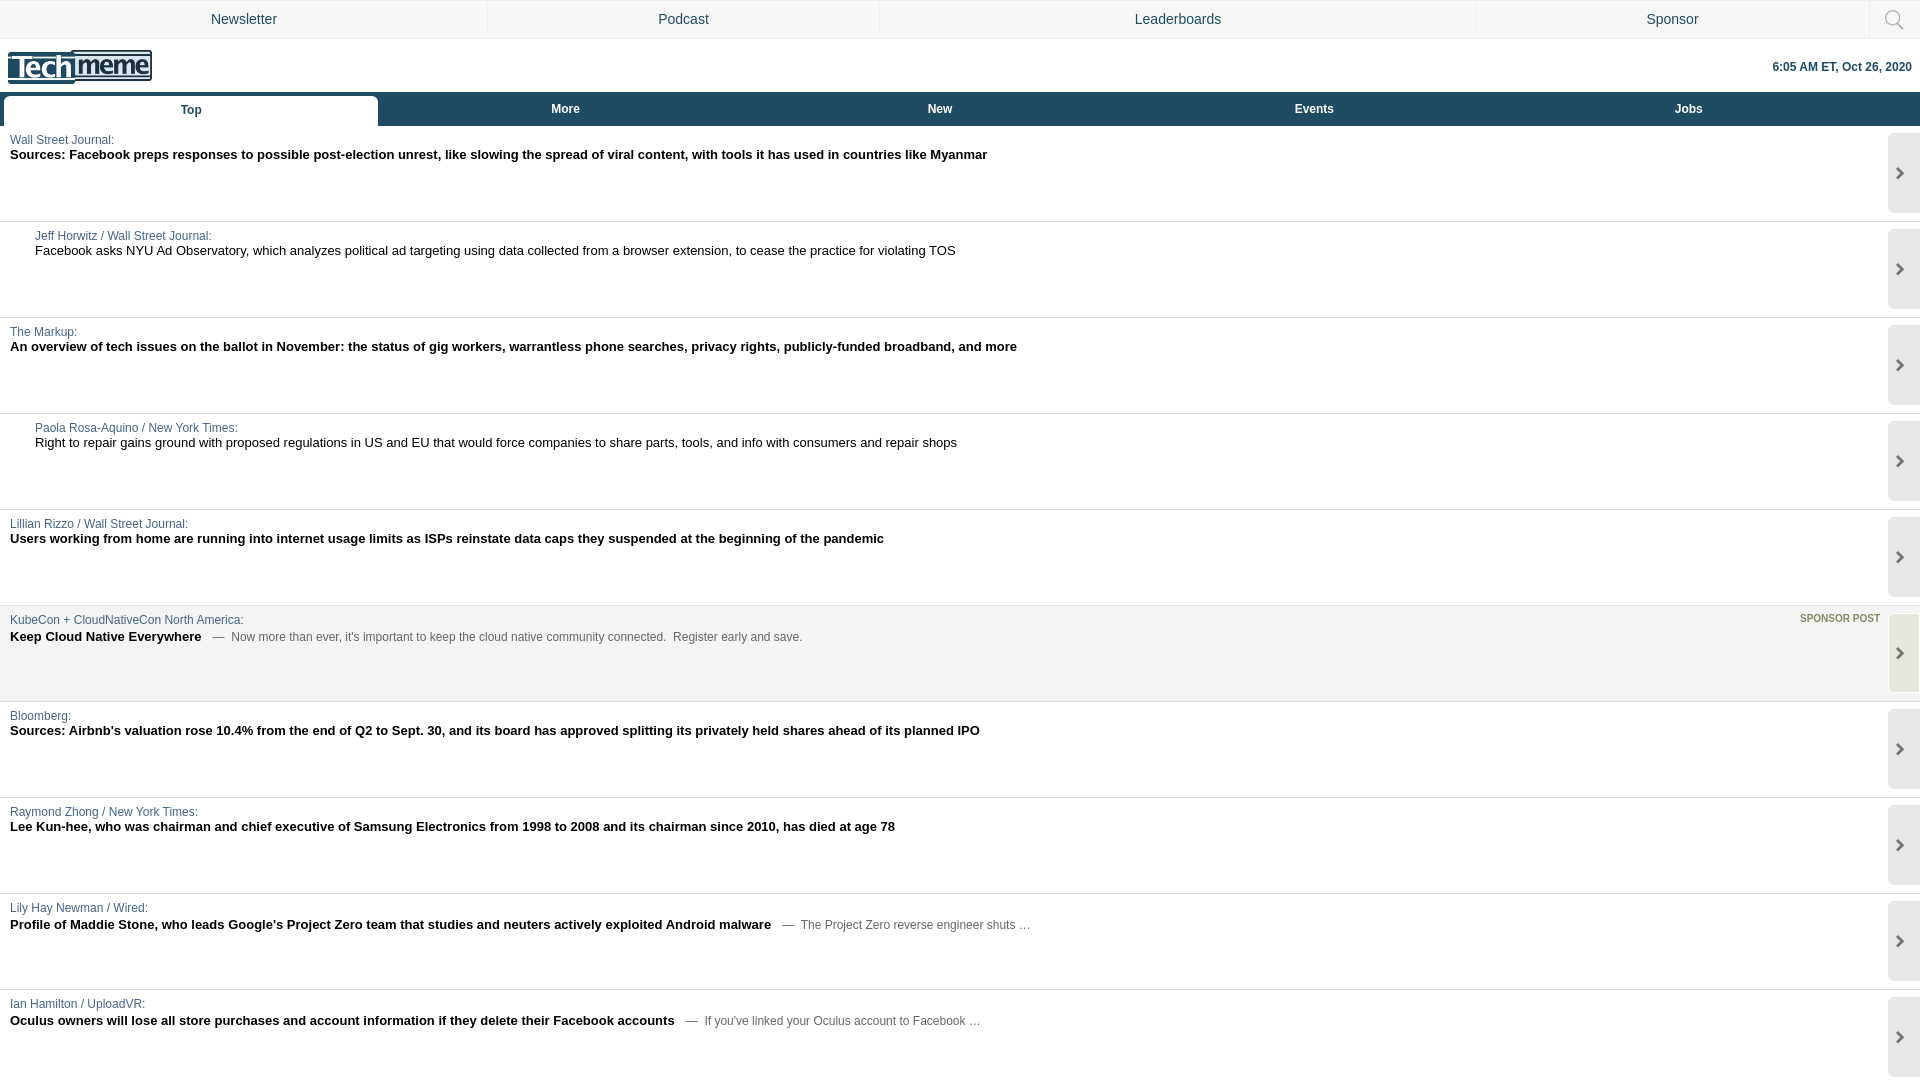 Newsletter
Podcast
Leaderboards
Sponsor
Techmeme
6:05 AM ET, Oct 26, 2020
Top
More
New
Events
Jobs
Wall Street Journal:
Sources: Facebook preps responses to possible post-election unrest, like slowing the spread of viral content, with tools it has used in countries like Myanmar
Jeff Horwitz / Wall Street Journal:
Facebook asks NYU Ad Observatory, which analyzes political ad targeting using data collected from a browser extension, to cease the practice for violating TOS
The Markup:
An overview of tech issues on the ballot in November: the status of gig workers, warrantless phone searches, privacy rights, publicly-funded broadband, and more
Paola Rosa-Aquino / New York Times:
Right to repair gains ground with proposed regulations in US and EU that would force companies to share parts, tools, and info with consumers and repair shops
Lillian Rizzo / Wall Street Journal:
Users working from home are running into internet usage limits as ISPs reinstate data caps they suspended at the beginning of the pandemic
KubeCon + CloudNativeCon North America:
SPONSOR POST
Keep Cloud Native Everywhere — Now more than ever, it's important to keep the cloud native community connected. Register early and save.
Bloomberg:
Sources: Airbnb's valuation rose 10.4% from the end of Q2 to Sept. 30, and its board has approved splitting its privately held shares ahead of its planned IPO
Raymond Zhong / New York Times:
Lee Kun-hee, who was chairman and chief executive of Samsung Electronics from 1998 to 2008 and its chairman since 2010, has died at age 78
Lily Hay Newman / Wired:
Profile of Maddie Stone, who leads Google's Project Zero team that studies and neuters actively exploited Android malware — The Project Zero reverse engineer shuts …
Ian Hamilton / UploadVR:
Oculus owners will lose all store purchases and account information if they delete their Facebook accounts — If you've linked your Oculus account to Facebook …